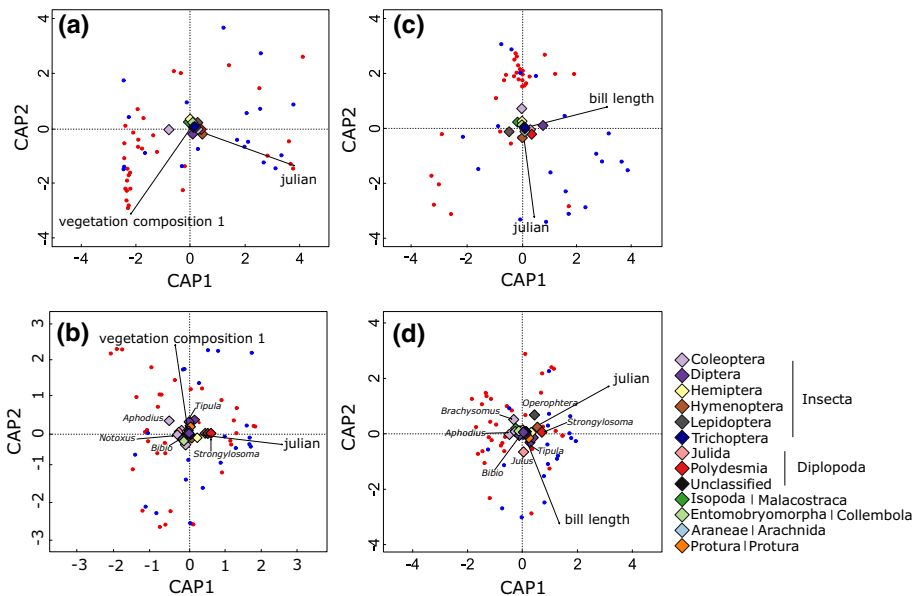 (a)
4
2
0
-2
-4
CAP2
julian
vegetation composition 1
-4 -2 0 2 4
CAP1
(c)
4
2
0
-2
-4
bill length
julian
-4 -2 0 2 4
CAP1
(b)
3
2
1
0
-1
-2
-3
CAP2
vegetation composition 1
Tipula
Aphodius
Notoxus
Bibio
Strongylosoma
julian
-3 -2 -1 0 1 2 3
CAP1
(d)
4
2
0
-2
-4
julian
Operophtera
Brachysomus
Strongylosoma
Aphodius
Tipula
Julus
Bibio
bill length
-4 -2 0 2 4
CAP1
Coleoptera
Diptera
Hemiptera
Hymenoptera
Lepidoptera
Trichoptera
Insecta
Julida
Polydesmia
Diplopoda
Unclassified
Isopoda | Malacostraca
Entomobryomorpha | Collembola
Araneae | Arachnida
Protura | Protura